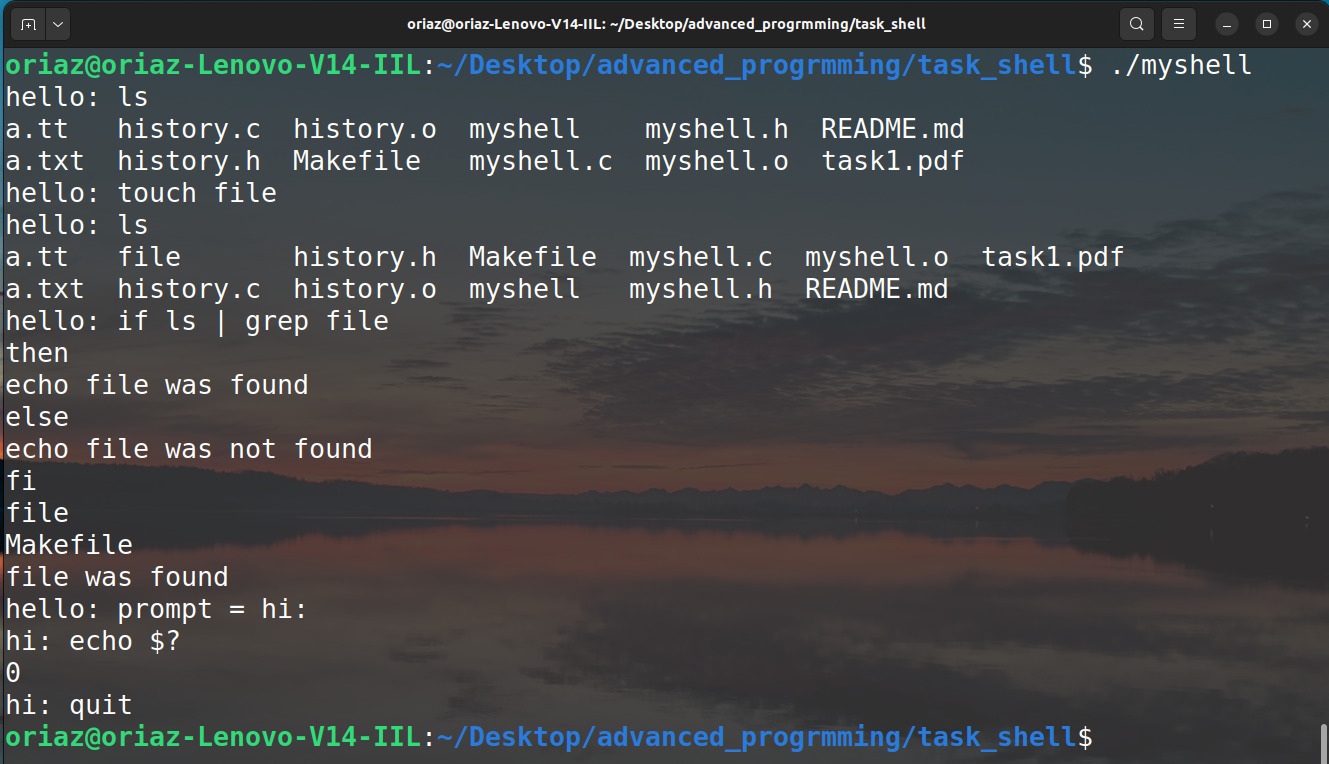 oriaz@oriaz-Lenovo-V14-IIL: ~/Desktop/advanced_progrmming/task_shell
oriaz@oriaz-Lenovo-V14-IIL:~/Desktop/advanced_progrmming/task_shell$ ./myshell
hello: ls
a.tt   history.c  history.o  myshell    myshell.h  README.md
a.txt  history.h  Makefile   myshell.c  myshell.o  task1.pdf
hello: touch file
hello: ls
a.tt   file       history.h  Makefile  myshell.c  myshell.o  task1.pdf
a.txt  history.c  history.o  myshell   myshell.h  README.md
hello: if ls | grep file
then
echo file was found
else
echo file was not found
fi
file
Makefile
file was found
hello: prompt = hi:
hi: echo $?
0
hi: quit
oriaz@oriaz-Lenovo-V14-IIL:~/Desktop/advanced_progrmming/task_shell$